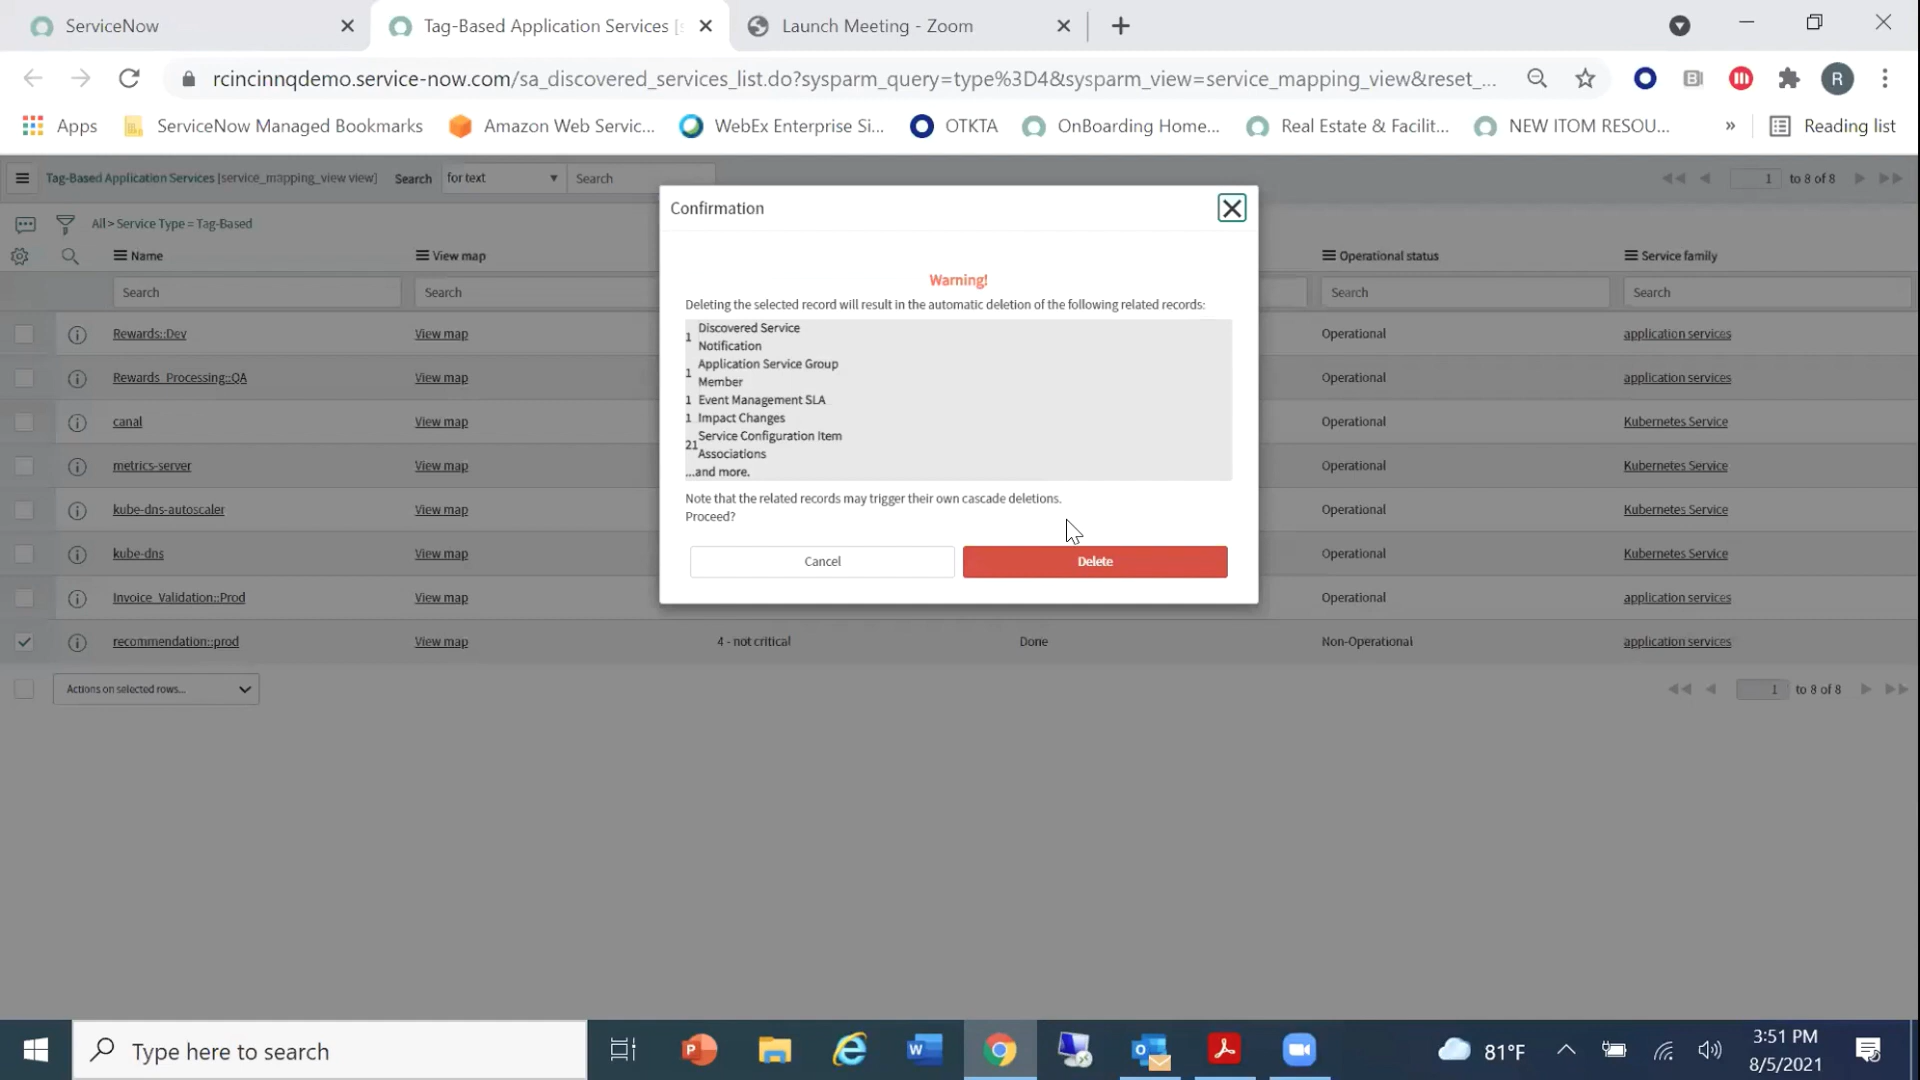 ServiceNow
Tag-Based Application Services [
Launch Meeting - Zoom
rcincinnqdemo.service-now.com/sa_discovered_services_list.do?sysparm_query=type%3D4&sysparm_view=service_mapping_view&reset_...
R
Apps
ServiceNow Managed Bookmarks
Amazon Web Servic...
WebEx Enterprise Si...
OTKTA
OnBoarding Home...
Real Estate & Facilit...
NEW ITOM RESOU...
»
Reading list
Tag-Based Application Services [service_mapping_view view]
Search
for text
Search
1 to 8 of 8
All > Service Type = Tag-Based
Name
View map
Operational status
Service family
Search
Search
Search
Search
Rewards::Dev
View map
Operational
application services
Rewards_Processing::QA
View map
Operational
application services
canal
View map
Operational
Kubernetes Service
metrics-server
View map
Operational
Kubernetes Service
kube-dns-autoscaler
View map
Operational
Kubernetes Service
kube-dns
View map
Operational
Kubernetes Service
Invoice_Validation::Prod
View map
Operational
application services
recommendation::prod
View map
4 - not critical
Done
Non-Operational
application services
Actions on selected rows...
1 to 8 of 8
Confirmation
Warning!
Deleting the selected record will result in the automatic deletion of the following related records:
1 Discovered Service
Notification
1 Application Service Group
Member
1 Event Management SLA
1 Impact Changes
21 Service Configuration Item
Associations
...and more.
Note that the related records may trigger their own cascade deletions.
Proceed?
Cancel
Delete
Type here to search
81°F
3:51 PM
8/5/2021